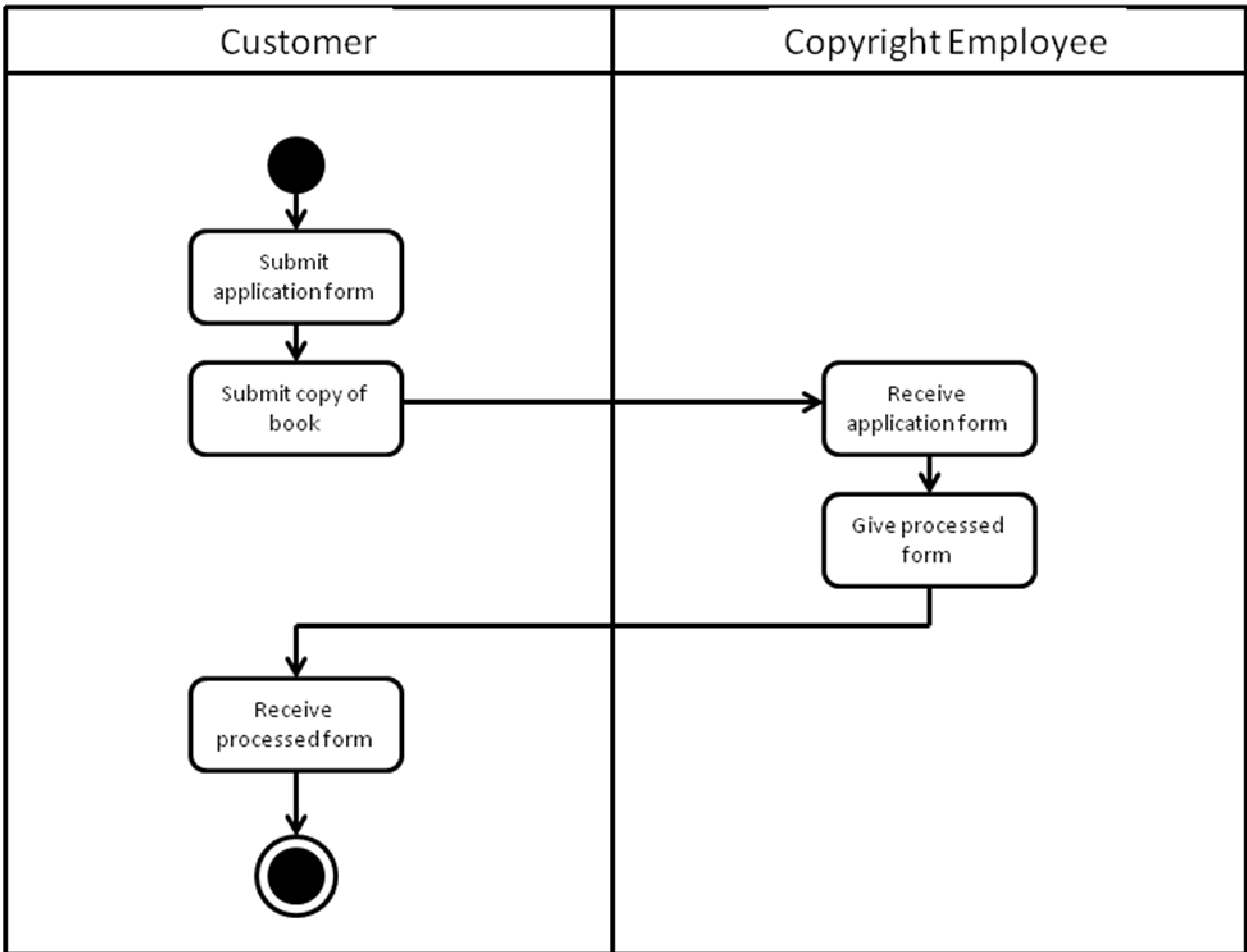 Customer
Copyright Employee
Submit
application form
Submit copy of
book
Receive
application form
Give processed
form
Receive
processed form